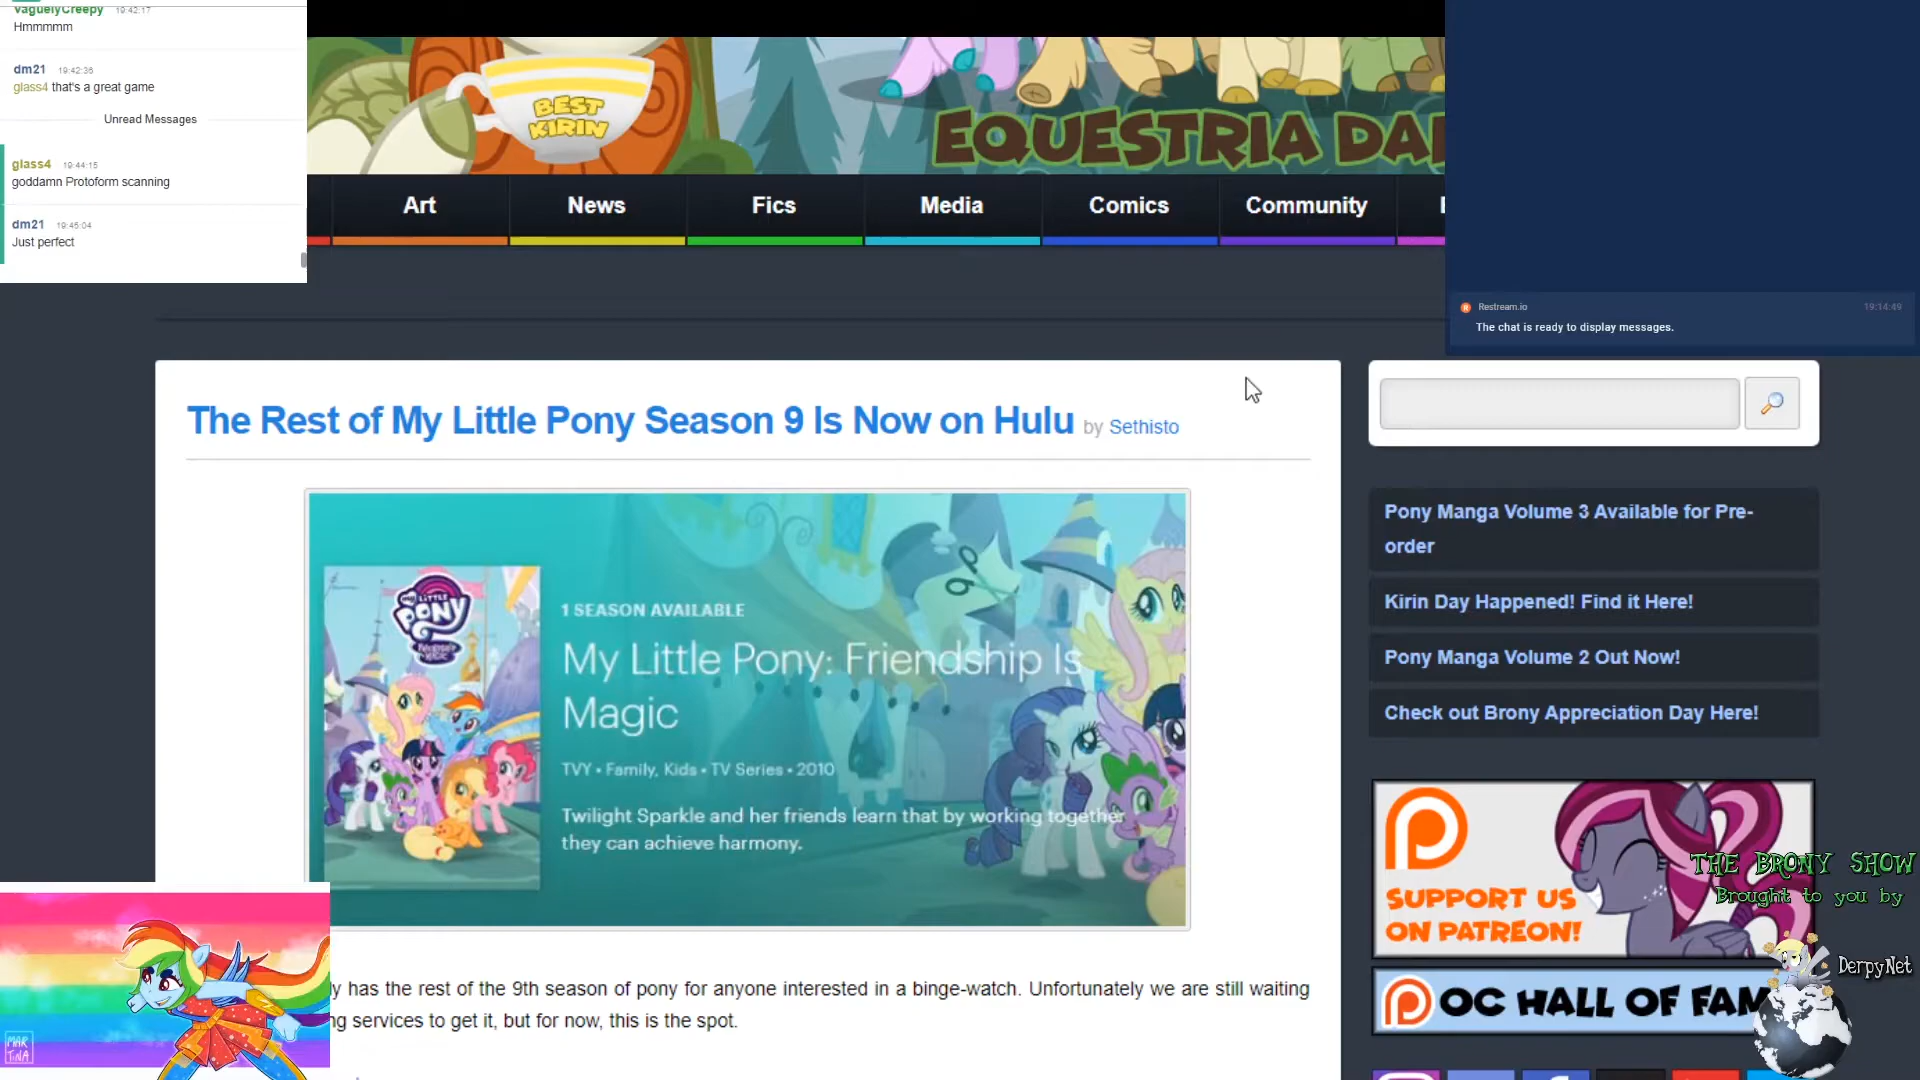 VaguelyCreepy 19:42:17
Hmmmmm
dm21 19:42:36
glass4 that's a great game
Unread Messages
glass4 19:44:15
goddamn Protoform scanning
dm21 19:45:04
Just perfect
BEST
KIRIN
EQUESTRIA DAI
Art News Fics Media Comics Community
Restream.io 19:14:49
The chat is ready to display messages.
The Rest of My Little Pony Season 9 Is Now on Hulu by Sethisto
MY LITTLE
PONY
1 SEASON AVAILABLE
My Little Pony: Friendship Is
Magic
TVY • Family, Kids • TV Series • 2010
Twilight Sparkle and her friends learn that by working together
they can achieve harmony.
y has the rest of the 9th season of pony for anyone interested in a binge-watch. Unfortunately we are still waiting
ng services to get it, but for now, this is the spot.
Pony Manga Volume 3 Available for Pre-
order
Kirin Day Happened! Find it Here!
Pony Manga Volume 2 Out Now!
Check out Brony Appreciation Day Here!
SUPPORT US
ON PATREON!
OC HALL OF FAM
THE BRONY SHOW
Brought to you by
DerpyNet
MAR
TINA